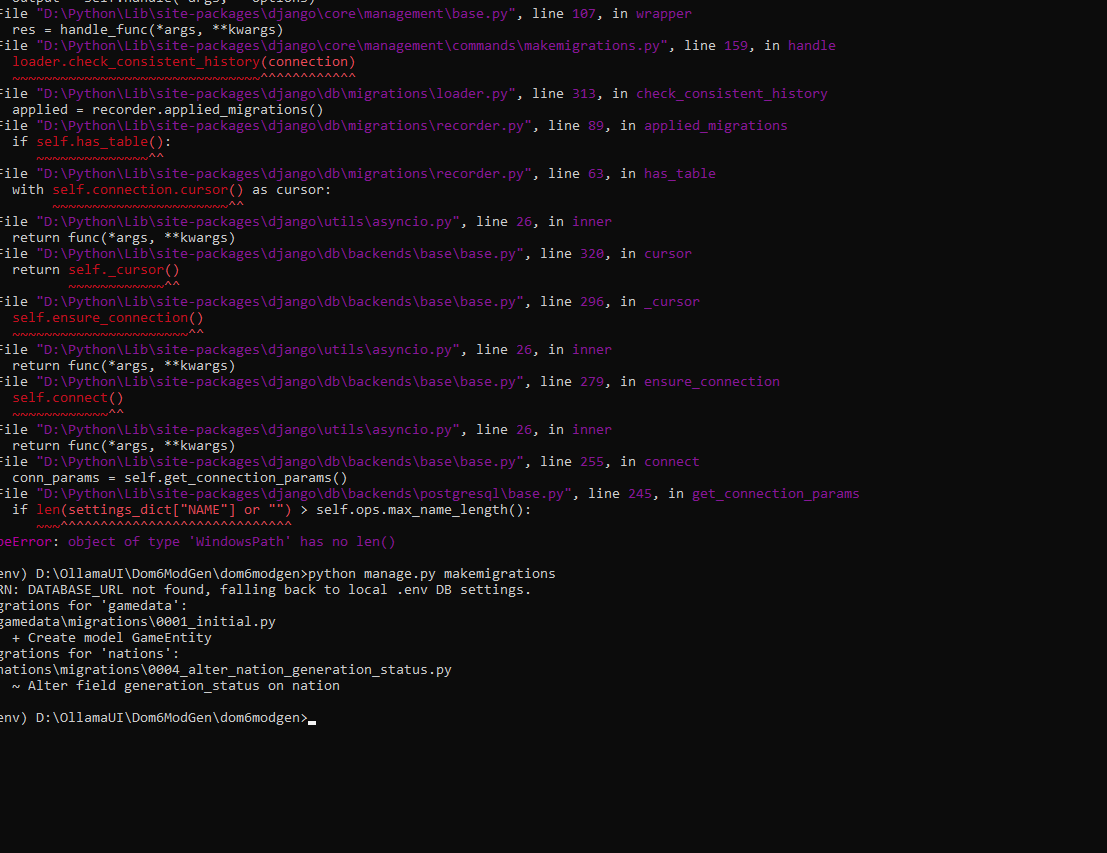 output = self.handle(*args, **options)
File "D:\Python\Lib\site-packages\django\core\management\base.py", line 107, in wrapper
res = handle_func(*args, **kwargs)
File "D:\Python\Lib\site-packages\django\core\management\commands\makemigrations.py", line 159, in handle
loader.check_consistent_history(connection)
~~~~~~~~~~~~~~~~~~~~~~~~~~~~~~~^^^^^^^^^^^^
File "D:\Python\Lib\site-packages\django\db\migrations\loader.py", line 313, in check_consistent_history
applied = recorder.applied_migrations()
File "D:\Python\Lib\site-packages\django\db\migrations\recorder.py", line 89, in applied_migrations
if self.has_table():
~~~~~~~~~~~~~~^^
File "D:\Python\Lib\site-packages\django\db\migrations\recorder.py", line 63, in has_table
with self.connection.cursor() as cursor:
~~~~~~~~~~~~~~~~~~~~~~^^
File "D:\Python\Lib\site-packages\django\utils\asyncio.py", line 26, in inner
return func(*args, **kwargs)
File "D:\Python\Lib\site-packages\django\db\backends\base\base.py", line 320, in cursor
return self._cursor()
~~~~~~~~~~~~^^
File "D:\Python\Lib\site-packages\django\db\backends\base\base.py", line 296, in _cursor
self.ensure_connection()
~~~~~~~~~~~~~~~~~~~~~~^^
File "D:\Python\Lib\site-packages\django\utils\asyncio.py", line 26, in inner
return func(*args, **kwargs)
File "D:\Python\Lib\site-packages\django\db\backends\base\base.py", line 279, in ensure_connection
self.connect()
~~~~~~~~~~~~^^
File "D:\Python\Lib\site-packages\django\utils\asyncio.py", line 26, in inner
return func(*args, **kwargs)
File "D:\Python\Lib\site-packages\django\db\backends\base\base.py", line 255, in connect
conn_params = self.get_connection_params()
File "D:\Python\Lib\site-packages\django\db\backends\postgresql\base.py", line 245, in get_connection_params
if len(settings_dict["NAME"] or "") > self.ops.max_name_length():
~~~^^^^^^^^^^^^^^^^^^^^^^^^^^^^^
peError: object of type 'WindowsPath' has no len()
env) D:\OllamaUI\Dom6ModGen\dom6modgen>python manage.py makemigrations
RN: DATABASE_URL not found, falling back to local .env DB settings.
grations for 'gamedata':
gamedata\migrations\0001_initial.py
+ Create model GameEntity
grations for 'nations':
nations\migrations\0004_alter_nation_generation_status.py
~ Alter field generation_status on nation
env) D:\OllamaUI\Dom6ModGen\dom6modgen>